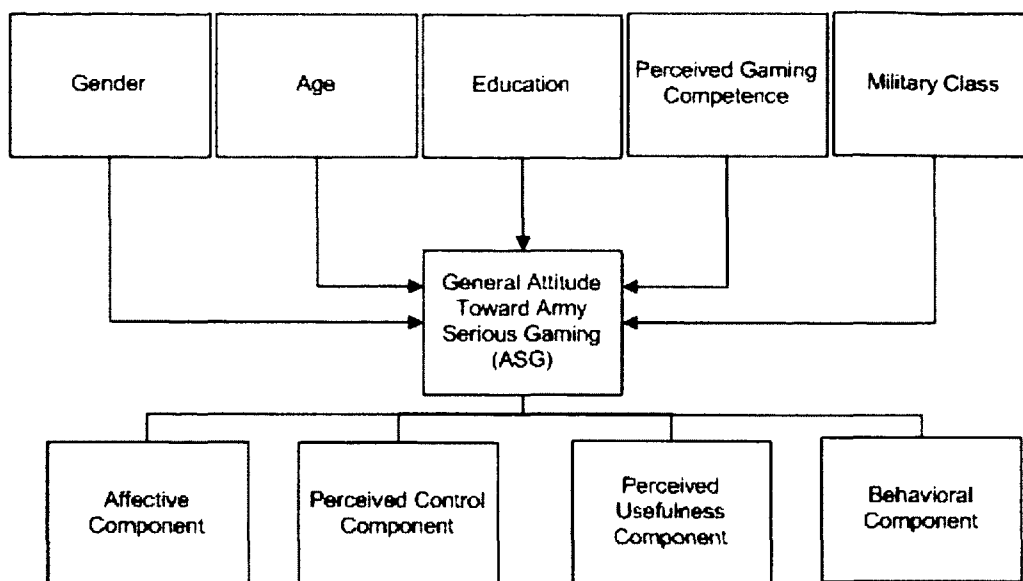 Gender
Age
Education
Perceived Gaming
Competence
Military Class
General Attitude
Toward Army
Serious Gaming
(ASG)
Affective
Component
Perceived Control
Component
Perceived
Usefulness
Component
Behavioral
Component